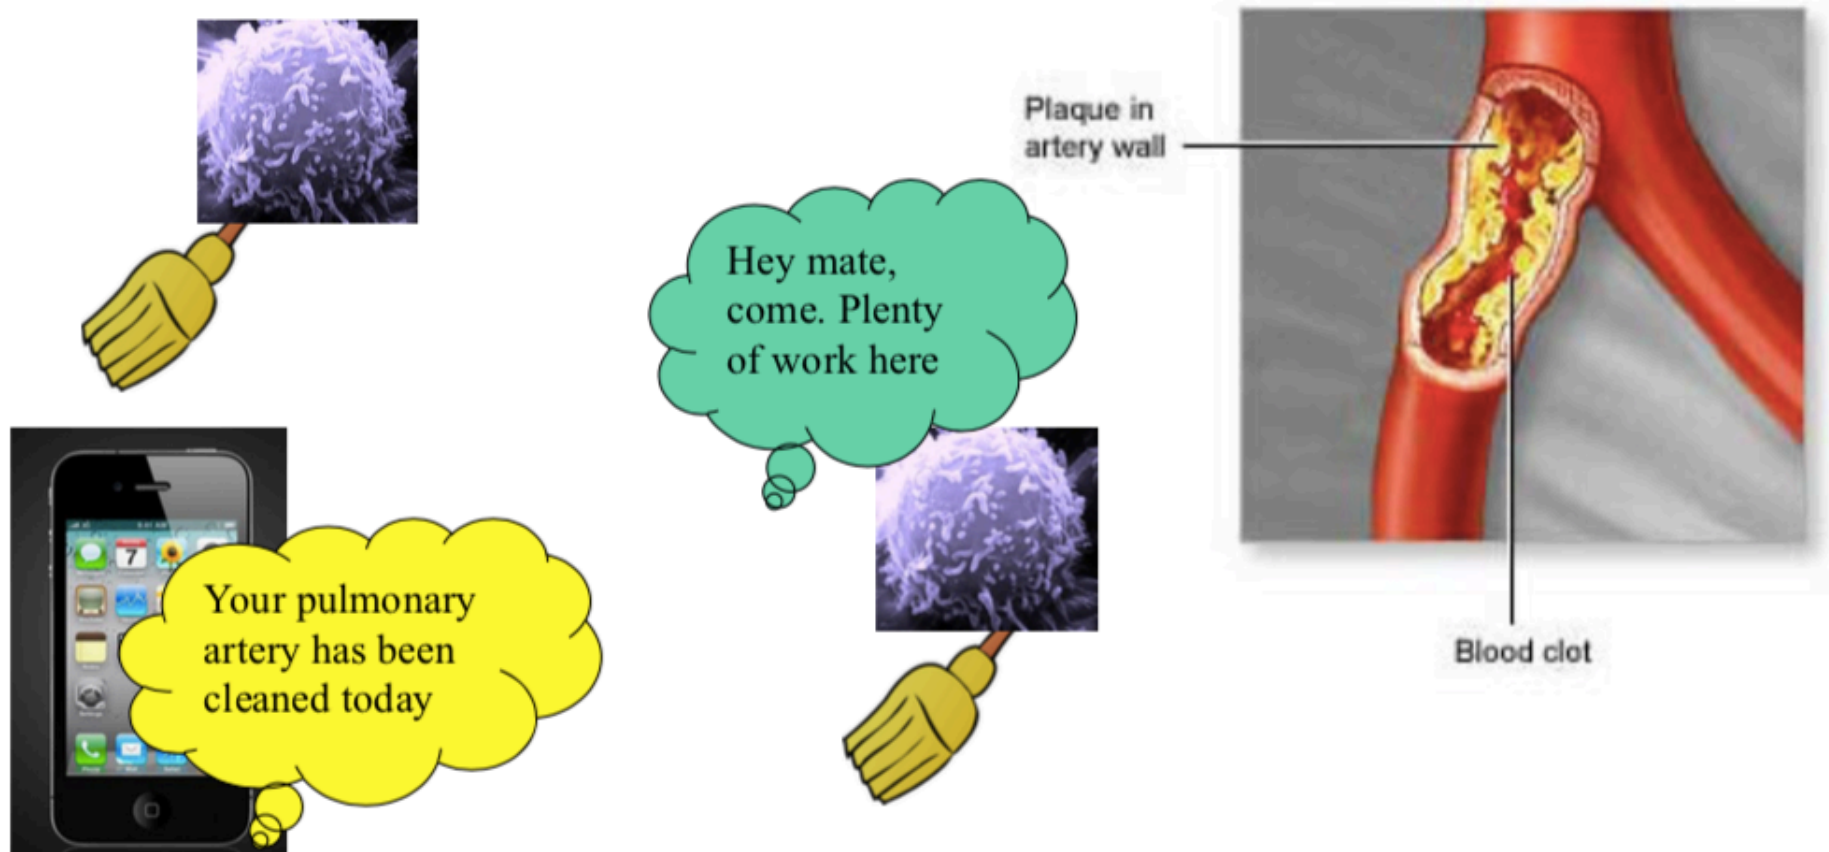 Plaque in
artery wall
Hey mate,
come. Plenty
of work here
7
Your pulmonary
artery has been
cleaned today
Blood clot